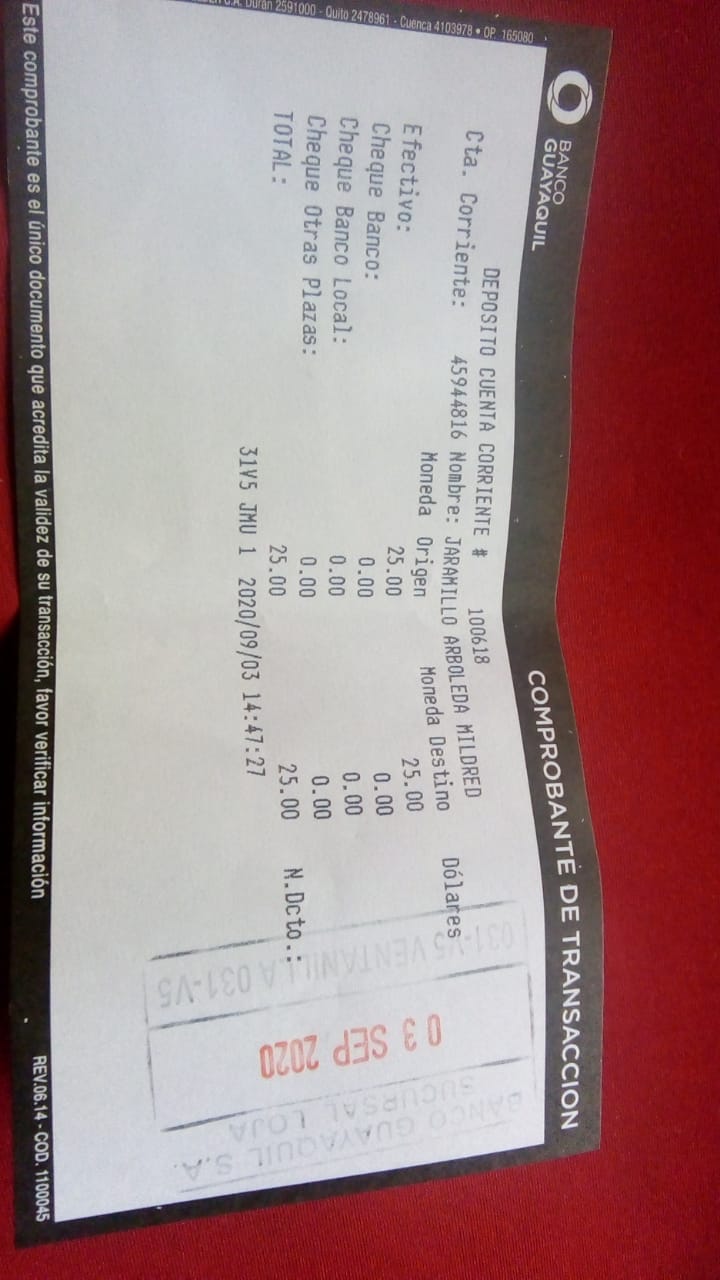 BANCO
GUAYAQUIL
COMPROBANTE DE TRANSACCION
DEPOSITO CUENTA CORRIENTE # 100618
Cta. Corriente: 45944816 Nombre: JARAMILLO ARBOLEDA MILDRED
Moneda Origen Moneda Destino Dólares
Efectivo: 25.00 25.00
Cheque Banco: 0.00 0.00
Cheque Banco Local: 0.00 0.00
Cheque Otras Plazas: 0.00 0.00
TOTAL: 25.00 25.00 N.Dcto.:
31V5 JMU 1 2020/09/03 14:47:27
BANCO GUAYAQUIL S.A.
SUCURSAL LOJA
03 SEP 2020
031-V5 VENTANILLA 031-V5
Durán 2591000 - Quito 2478961 - Cuenca 4103978 • OP. 165080
Este comprobante es el único documento que acredita la validez de su transacción, favor verificar información
REV.06.14 - COD. 1100045